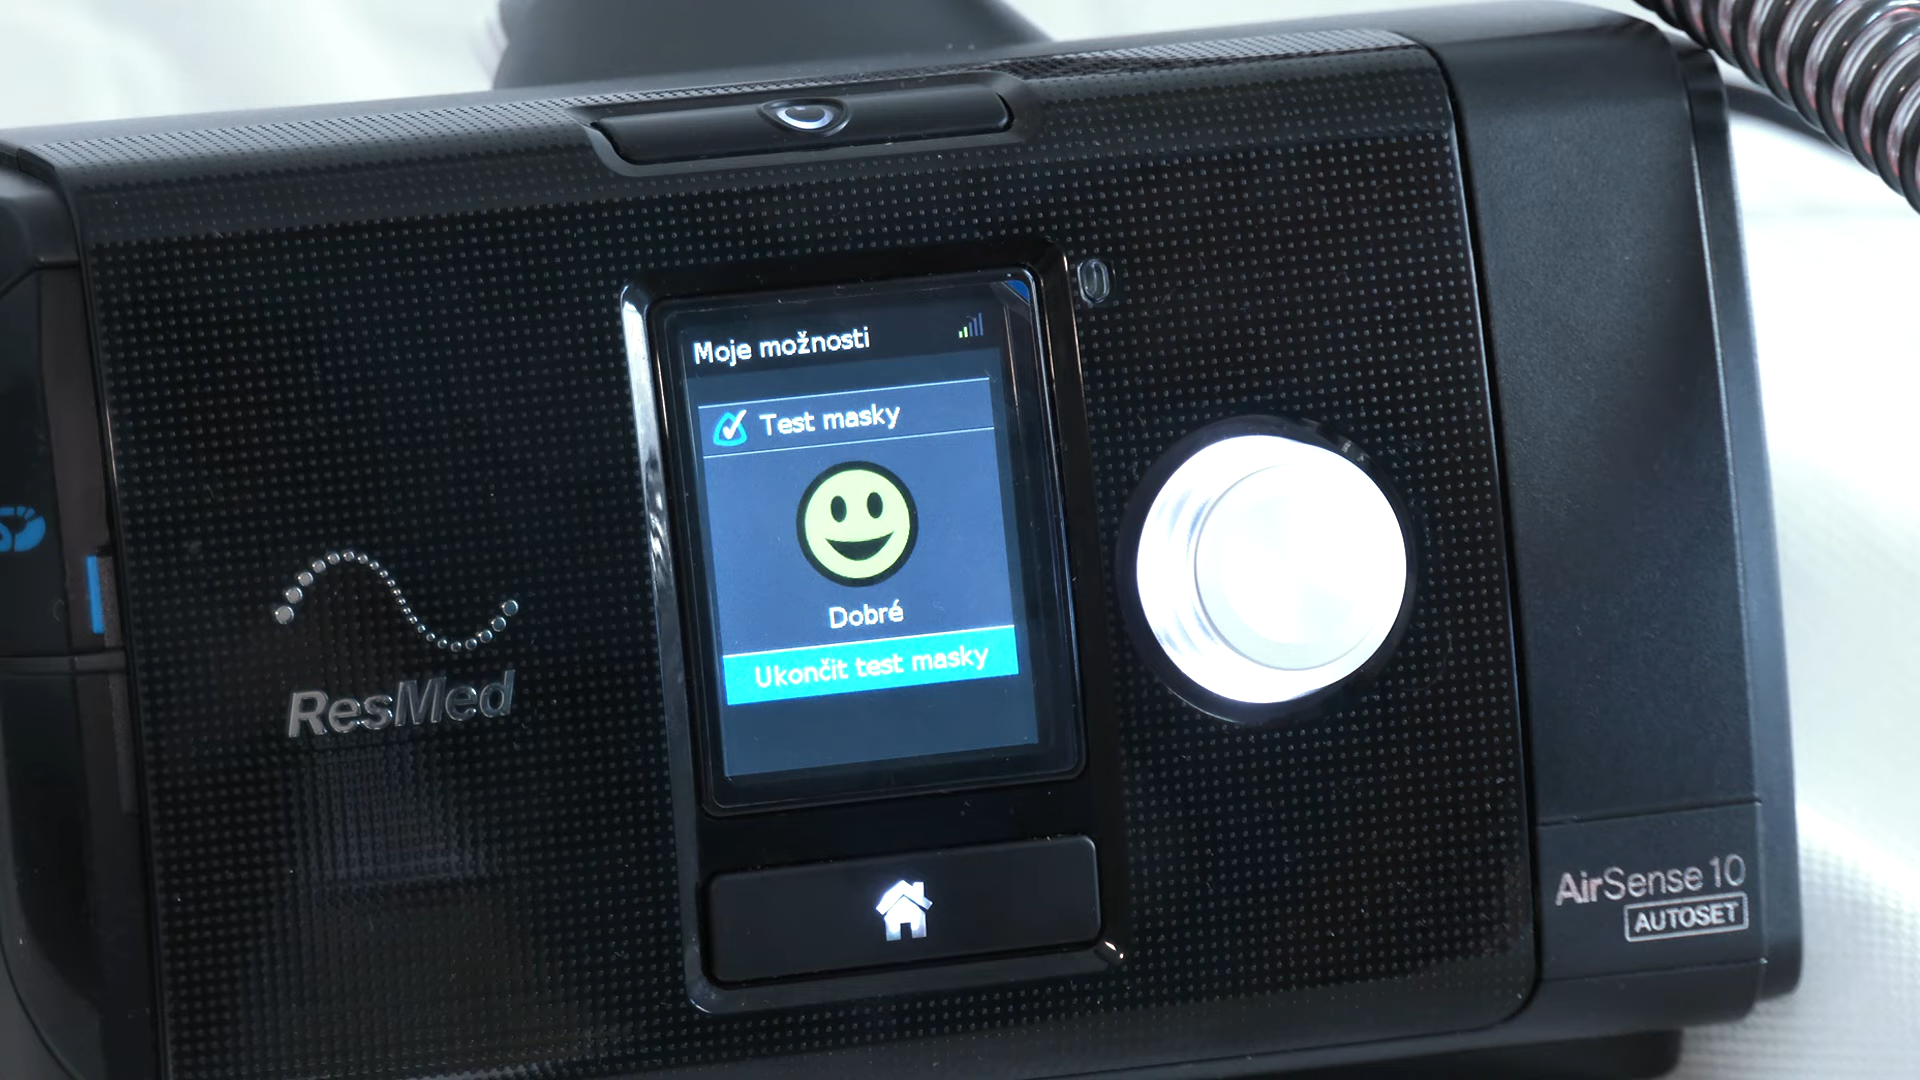 Moje možnosti
Test masky
Dobré
Ukončit test masky
ResMed
AirSense 10
AUTOSET